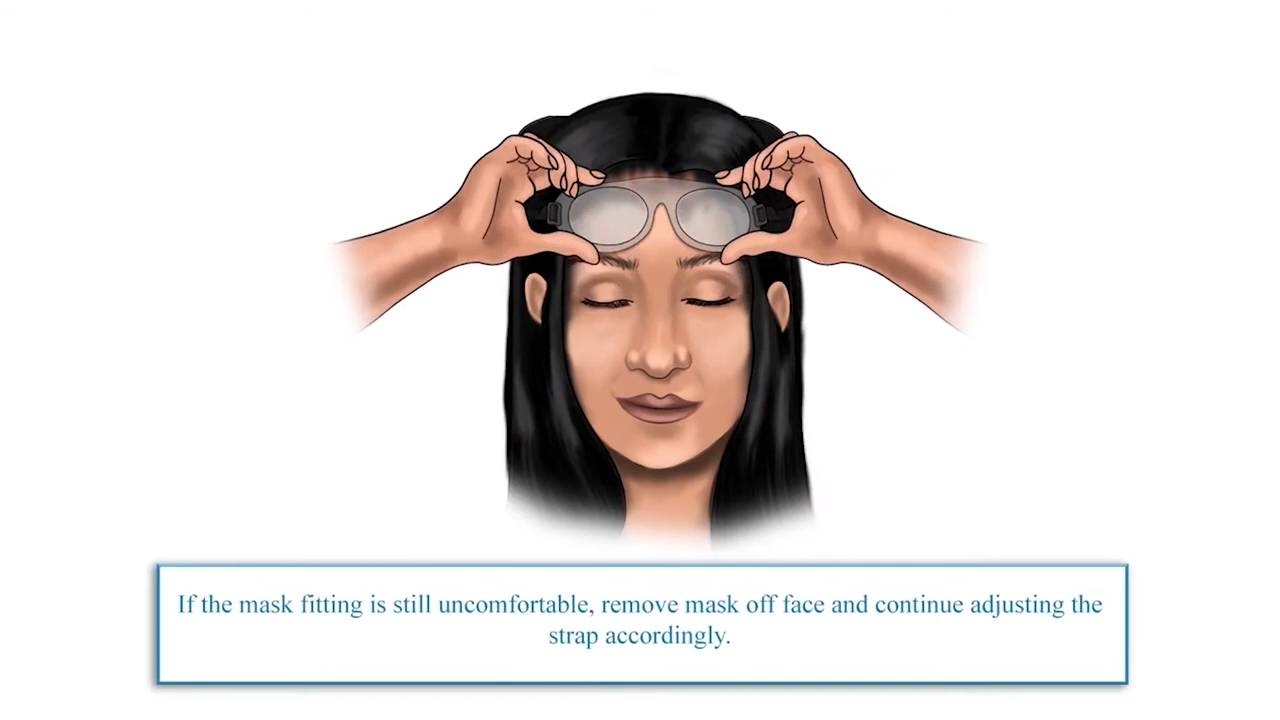 If the mask fitting is still uncomfortable, remove mask off face and continue adjusting the
strap accordingly.